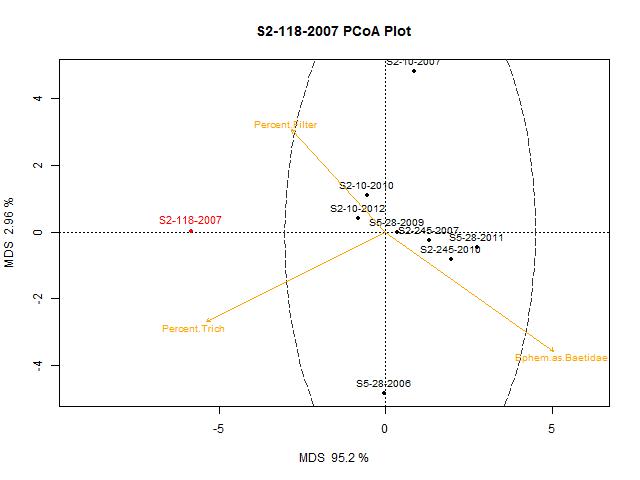 S2-118-2007 PCoA Plot
S2-10-2007
4
Percent.Filter
2
S2-10-2010
S2-10-2012
S2-118-2007
S5-28-2009
S2-245-2007
0
S5-28-2011
S2-245-2010
MDS 2.96 %
-2
Percent.Trich
Ephem.as.Baetidae
-4
S5-28-2006
-5
0
5
MDS 95.2 %